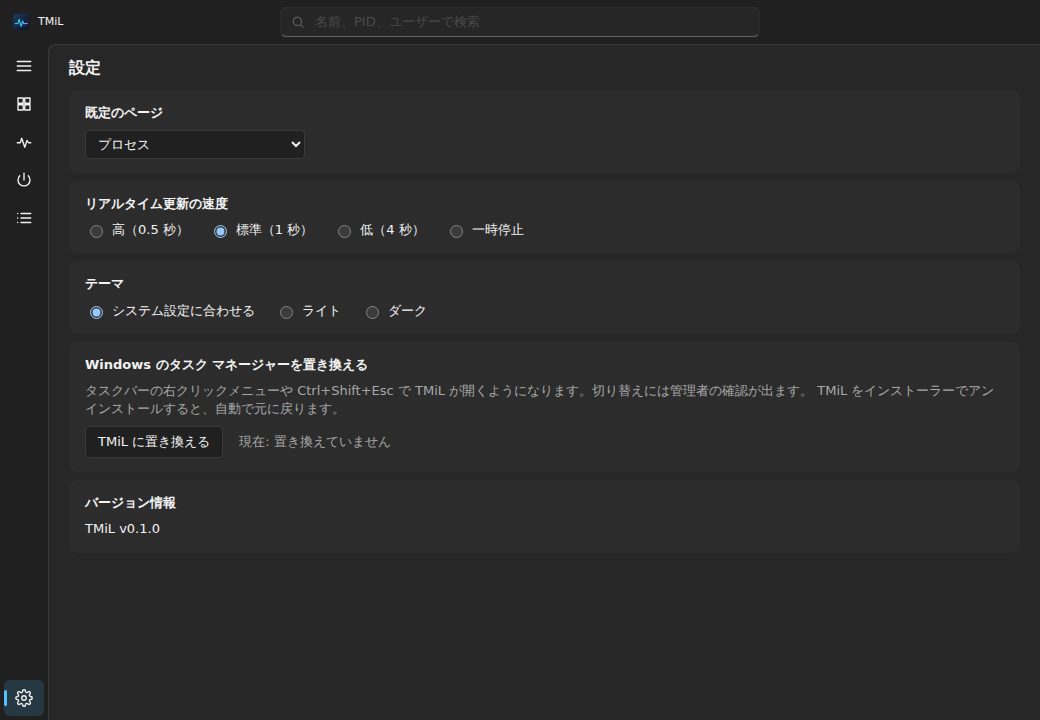 TMiL
名前、PID、ユーザーで検索
設定
既定のページ
プロセス
リアルタイム更新の速度
高（0.5 秒） 標準（1 秒） 低（4 秒） 一時停止
テーマ
システム設定に合わせる ライト ダーク
Windows のタスク マネージャーを置き換える
タスクバーの右クリックメニューや Ctrl+Shift+Esc で TMiL が開くようになります。切り替えには管理者の確認が出ます。 TMiL をインストーラーでアン
インストールすると、自動で元に戻ります。
TMiL に置き換える 現在: 置き換えていません
バージョン情報
TMiL v0.1.0